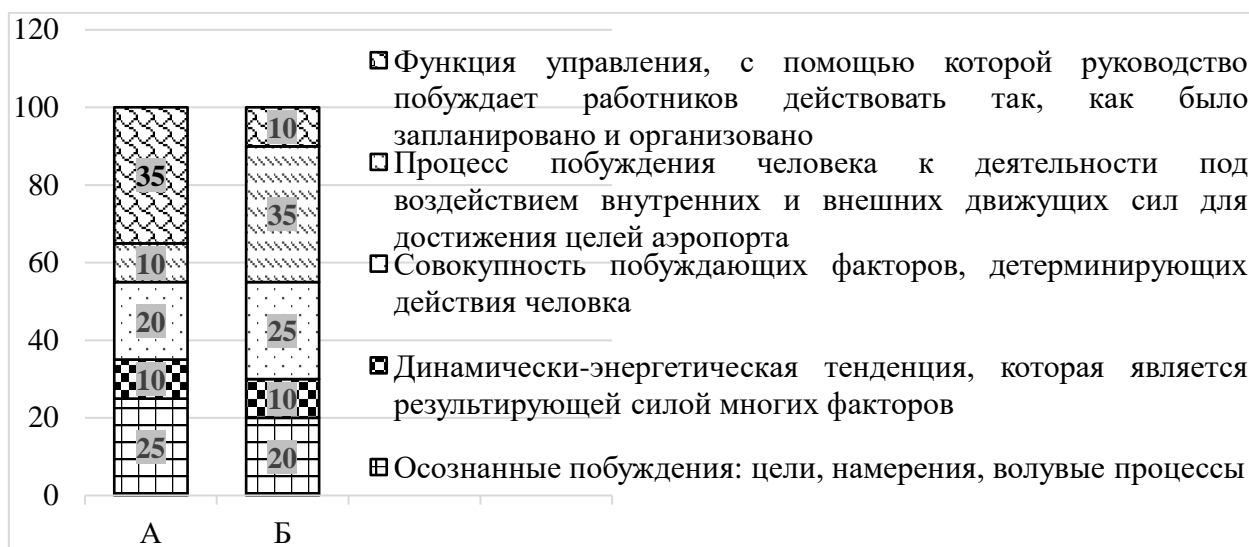 120
100
80
60
40
20
0
35
10
20
10
25
10
35
25
10
20
А
Б
Функция управления, с помощью которой руководство
побуждает работников действовать так, как было
запланировано и организовано
Процесс побуждения человека к деятельности под
воздействием внутренних и внешних движущих сил для
достижения целей аэропорта
Совокупность побуждающих факторов, детерминирующих
действия человка
Динамически-энергетическая тенденция, которая является
результирующей силой многих факторов
Осознанные побуждения: цели, намерения, волувые процессы